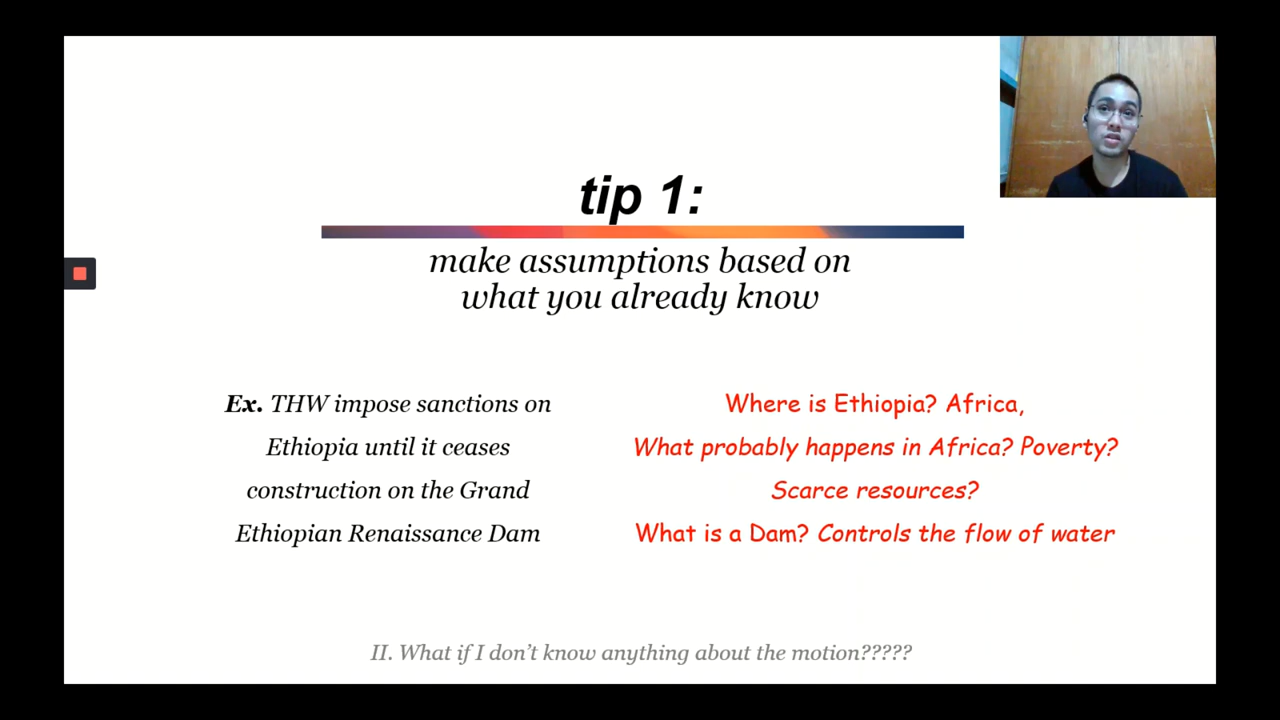 tip 1:
make assumptions based on
what you already know
Ex. THW impose sanctions on
Ethiopia until it ceases
construction on the Grand
Ethiopian Renaissance Dam
Where is Ethiopia? Africa,
What probably happens in Africa? Poverty?
Scarce resources?
What is a Dam? Controls the flow of water
II. What if I don't know anything about the motion?????